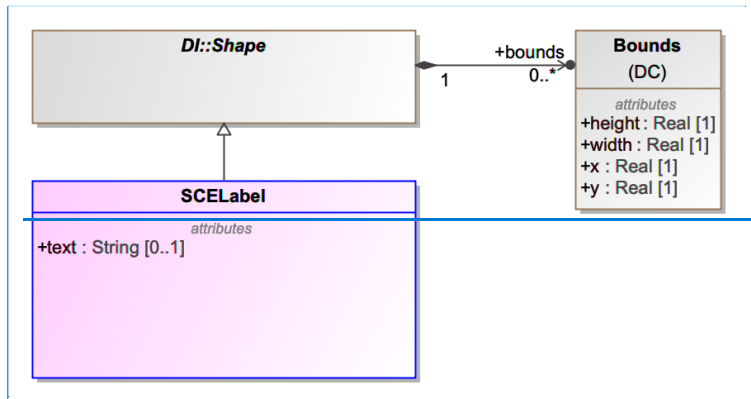 DI::Shape
+bounds
1
0..*
Bounds
(DC)
attributes
+height : Real [1]
+width : Real [1]
+x : Real [1]
+y : Real [1]
SCELabel
attributes
+text : String [0..1]